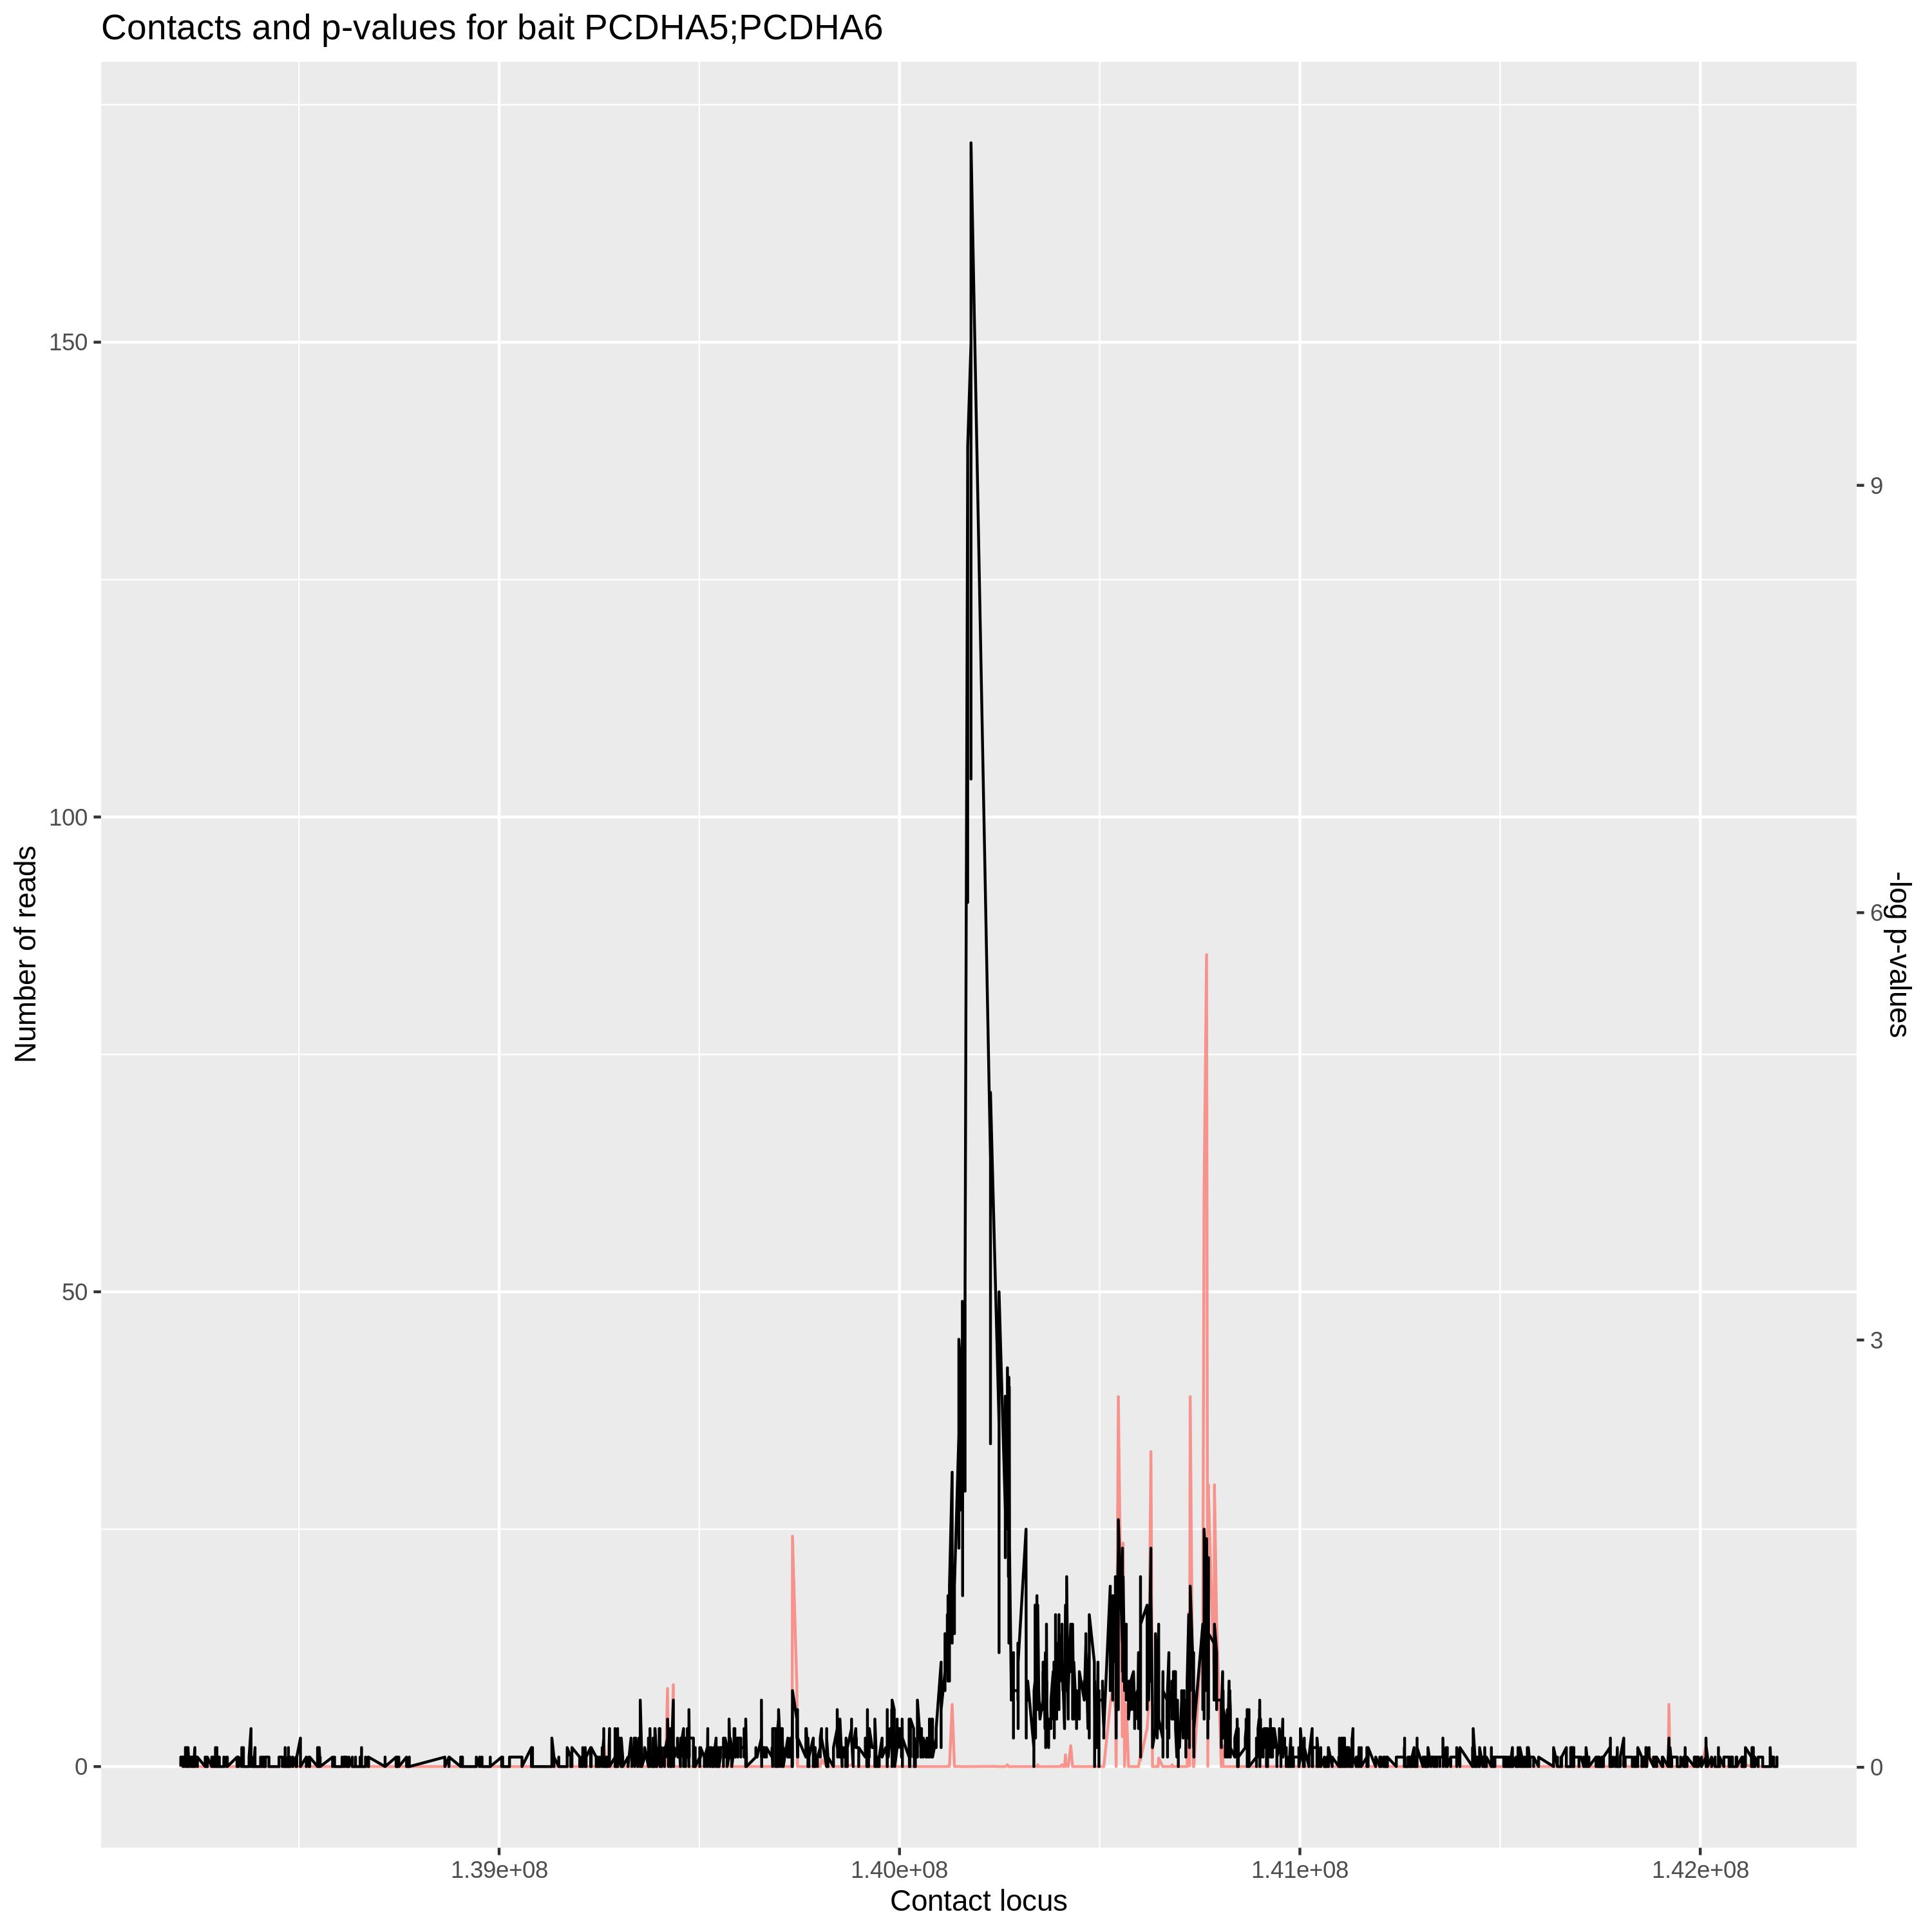 Contacts and p-values for bait PCDHA5;PCDHA6
Number of reads
150
100
50
0
9
6
3
0
-log p-values
1.39e+08
1.40e+08
1.41e+08
1.42e+08
Contact locus